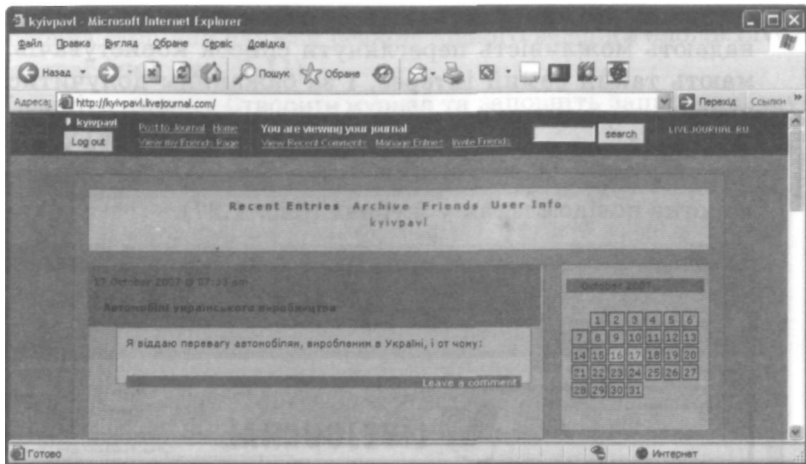 kyivpavl - Microsoft Internet Explorer
Файл Правка Вигляд Обране Сервіс Довідка
Назад Пошук Обране
Адреса: http://kyivpavl.livejournal.com/ Перехід Ссылки
kyivpavl Post to Journal Home You are viewing your journal search LIVEJOURNAL.RU
Log out View my Friends Page View Recent Comments Manage Entries Invite Friends
Recent Entries Archive Friends User Info
kyivpavl
October 2007 @ 07:53 am
October 2007
Автомобілі українського виробництва
Я віддаю перевагу автомобілям, виробленим в Україні, і от чому:
Leave a comment
1 2 3 4 5 6
7 8 9 10 11 12 13
14 15 16 17 18 19 20
21 22 23 24 25 26 27
28 29 30 31
Готово Интернет